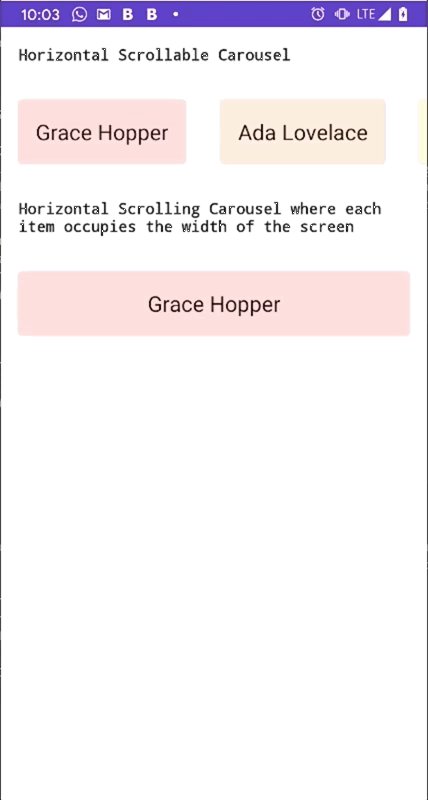 10:03 B B LTE
Horizontal Scrollable Carousel
Grace Hopper Ada Lovelace
Horizontal Scrolling Carousel where each
item occupies the width of the screen
Grace Hopper